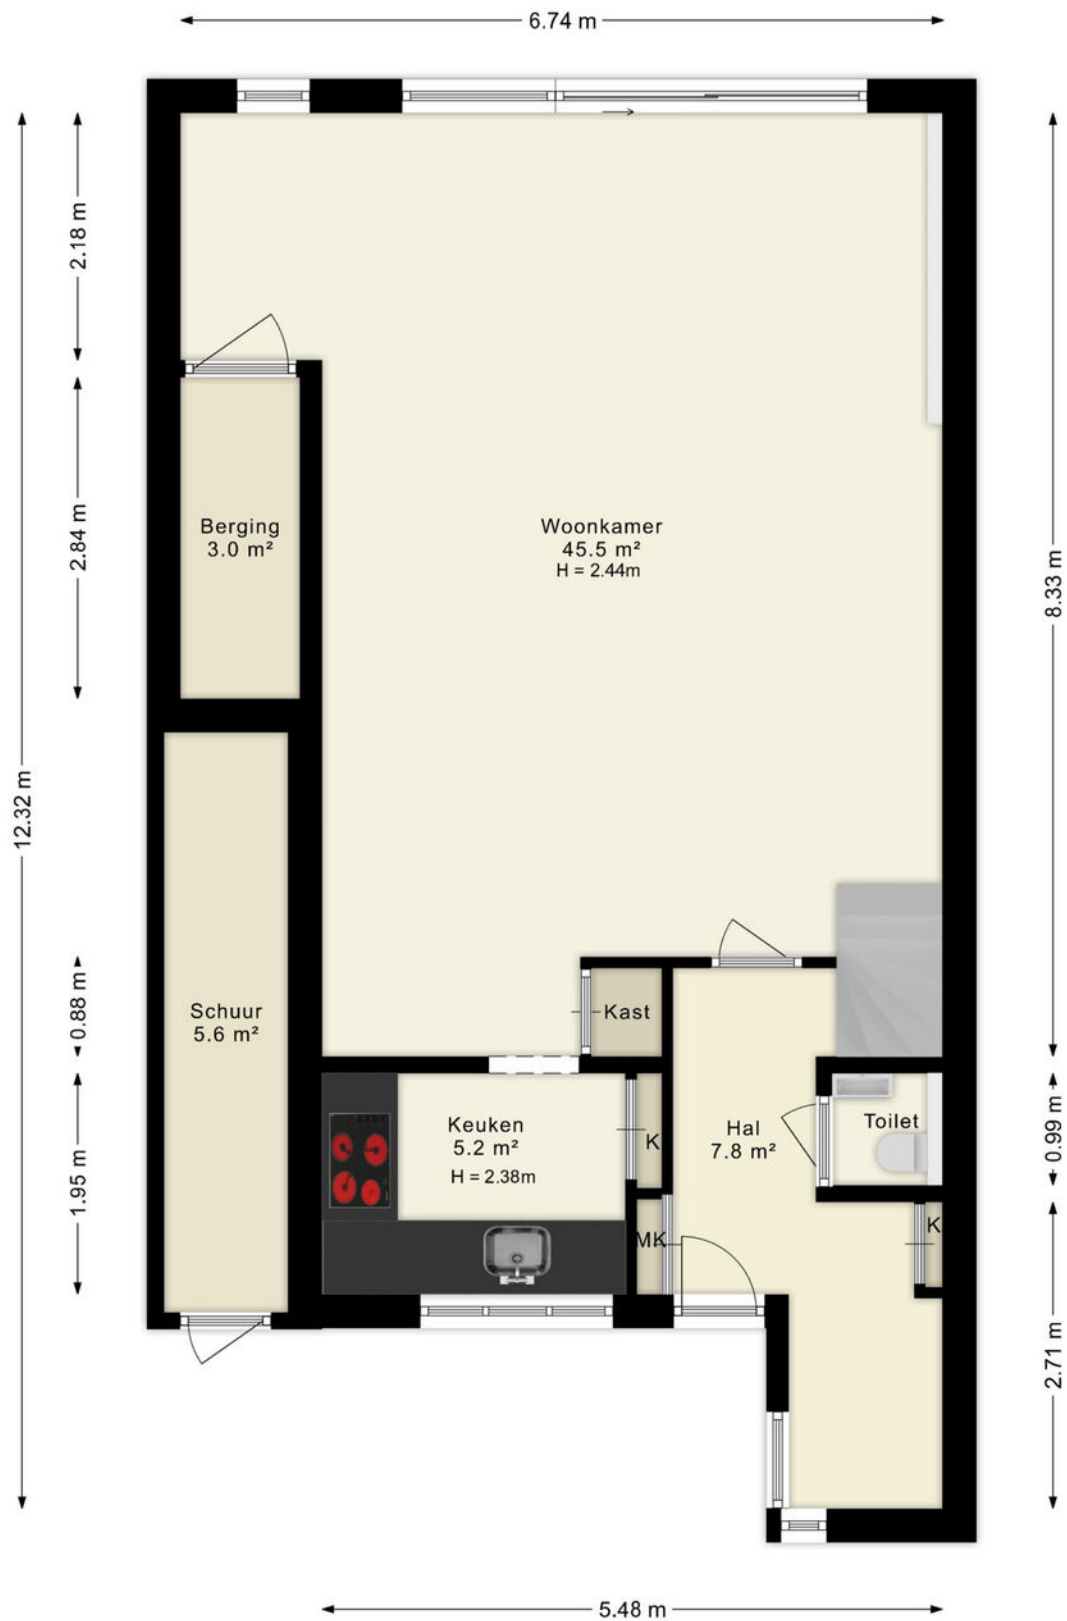 6.74 m
2.18 m
2.84 m
12.32 m
8.33 m
Berging
3.0 m²
Woonkamer
45.5 m²
H = 2.44m
0.88 m
Schuur
5.6 m²
Kast
1.95 m
Keuken
5.2 m²
H = 2.38m
K
Hal
7.8 m²
Toilet
0.99 m
MK
K
2.71 m
5.48 m